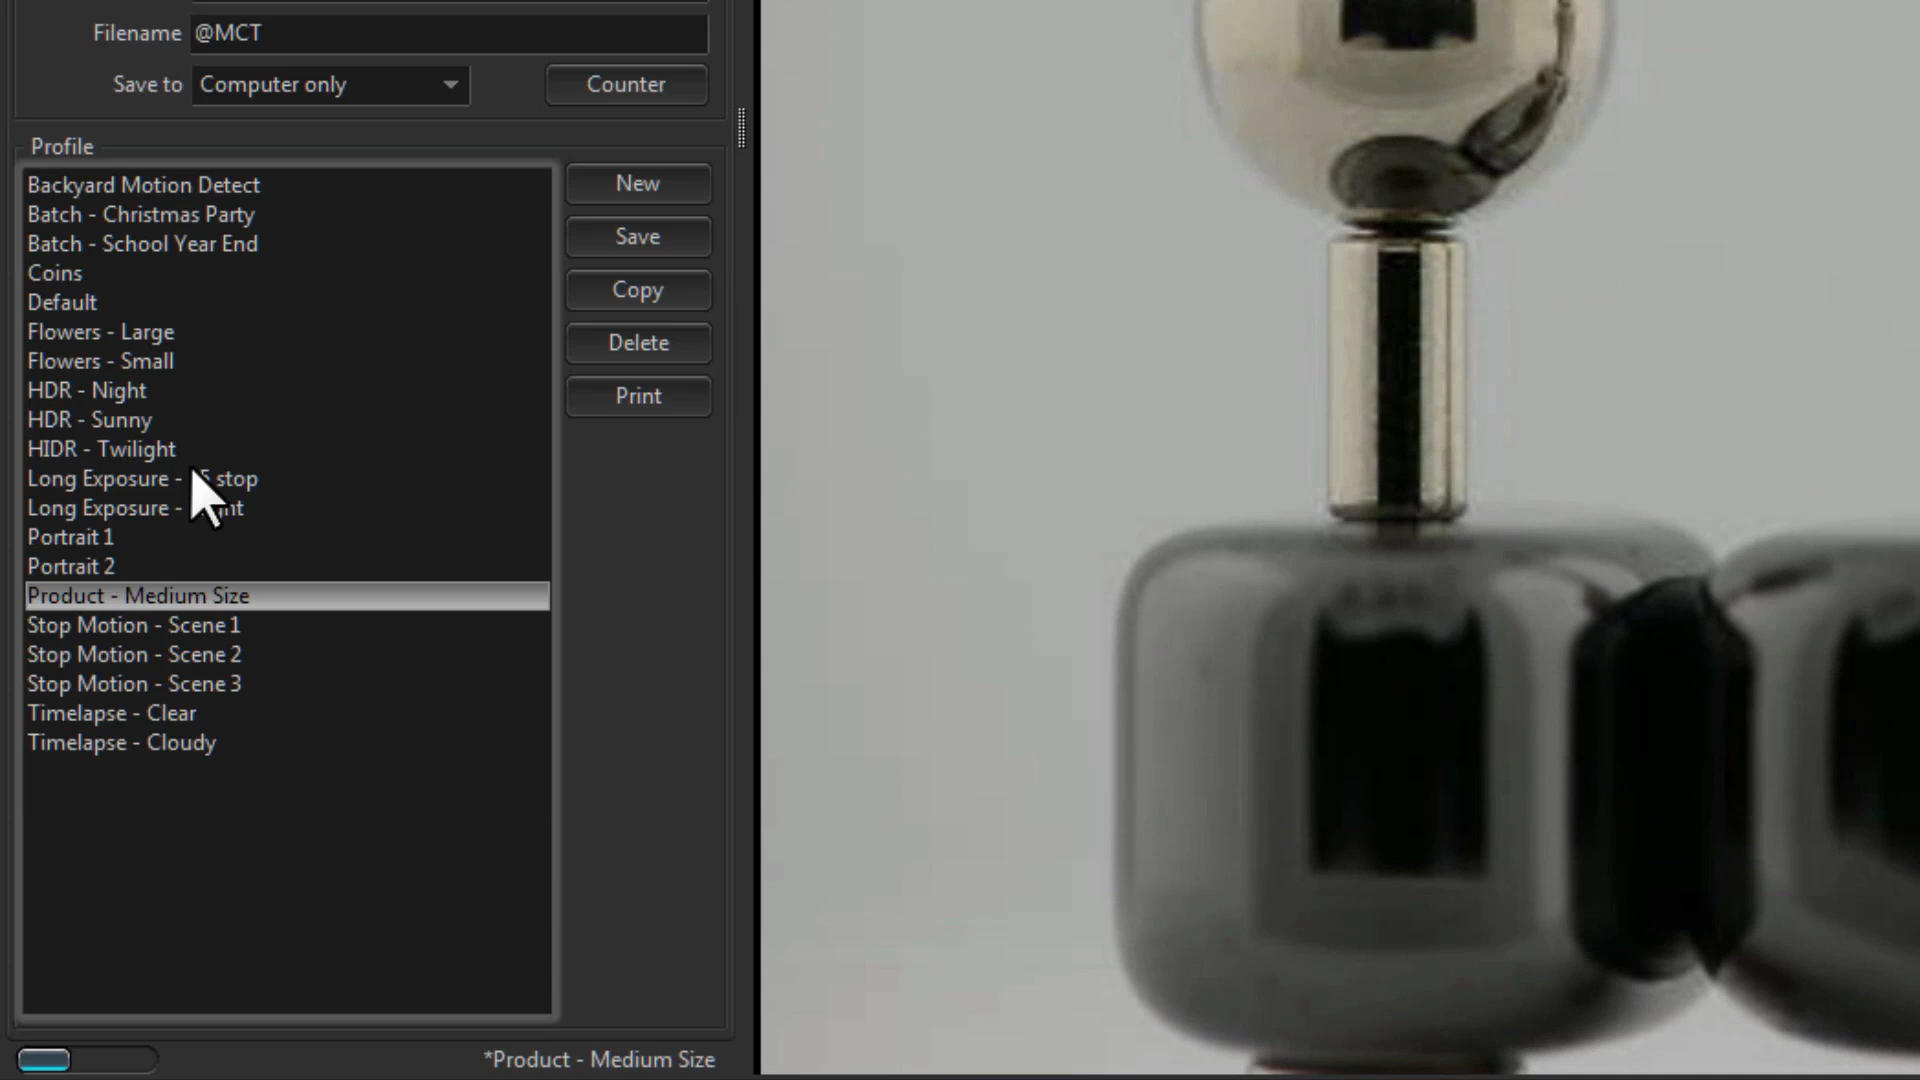 Filename @MCT
Save to Computer only Counter
Profile
Backyard Motion Detect
Batch - Christmas Party
Batch - School Year End
Coins
Default
Flowers - Large
Flowers - Small
HDR - Night
HDR - Sunny
HIDR - Twilight
Long Exposure - stop
Long Exposure -
Portrait 1
Portrait 2
Product - Medium Size
Stop Motion - Scene 1
Stop Motion - Scene 2
Stop Motion - Scene 3
Timelapse - Clear
Timelapse - Cloudy
New
Save
Copy
Delete
Print
*Product - Medium Size